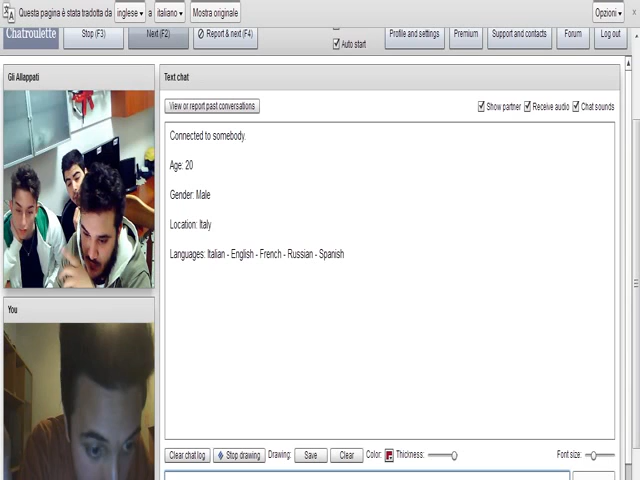 Questa pagina è stata tradotta da inglese a italiano Mostra originale Opzioni x
Chatroulette Stop (F3) Next (F2) Report & next (F4) Auto start Profile and settings Premium Support and contacts Forum Log out
Gli Allappati
Text chat
View or report past conversations Show partner Receive audio Chat sounds
Connected to somebody.
Age: 20
Gender: Male
Location: Italy
Languages: Italian - English - French - Russian - Spanish
You
Clear chat log Stop drawing Drawing: Save Clear Color: Thickness: Font size: